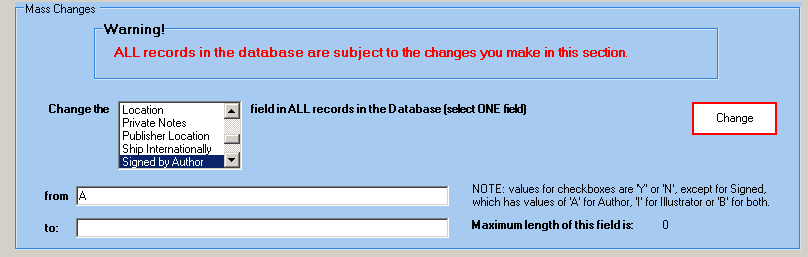 Mass Changes
Warning!
ALL records in the database are subject to the changes you make in this section.
Change the
Location
Private Notes
Publisher Location
Ship Internationally
Signed by Author
field in ALL records in the Database (select ONE field)
Change
from A
NOTE: values for checkboxes are 'Y' or 'N', except for Signed,
which has values of 'A' for Author, 'I' for Illustrator or 'B' for both.
to:
Maximum length of this field is: 0